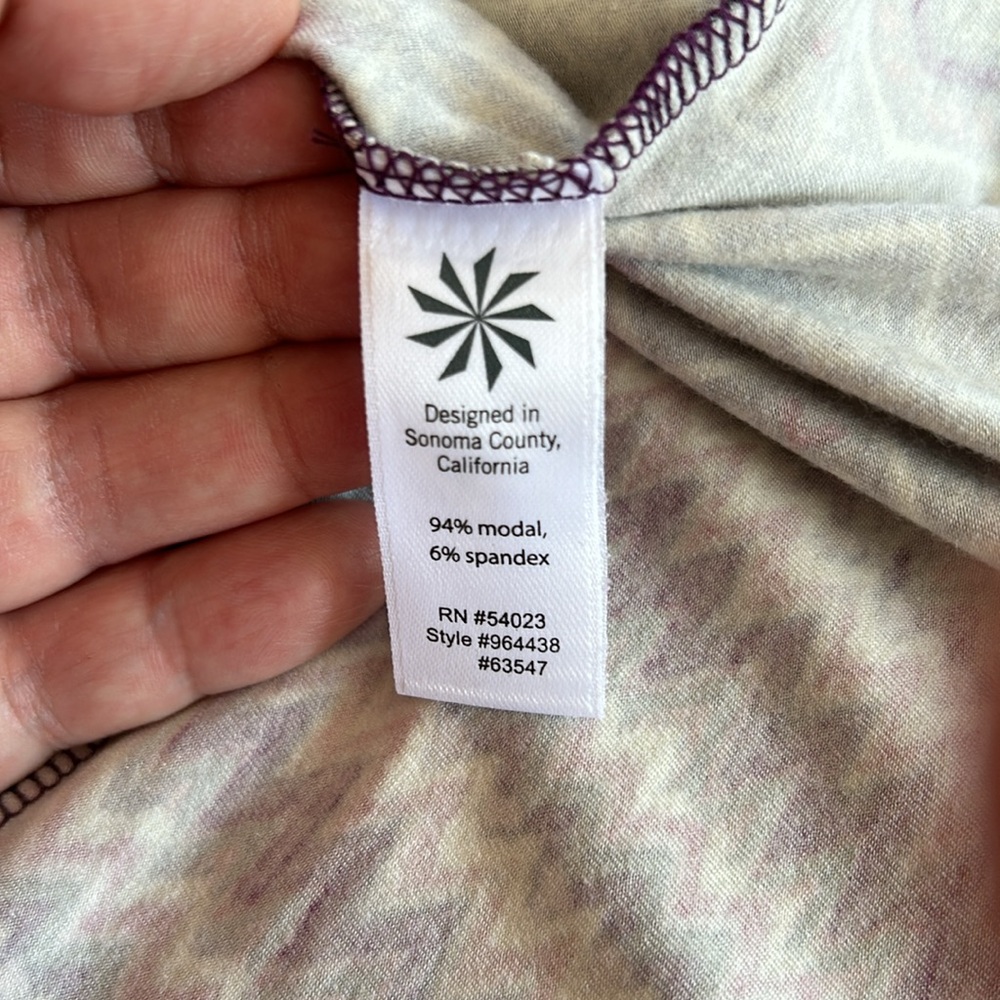 Designed in
Sonoma County,
California
94% modal,
6% spandex
RN #54023
Style #964438
#63547